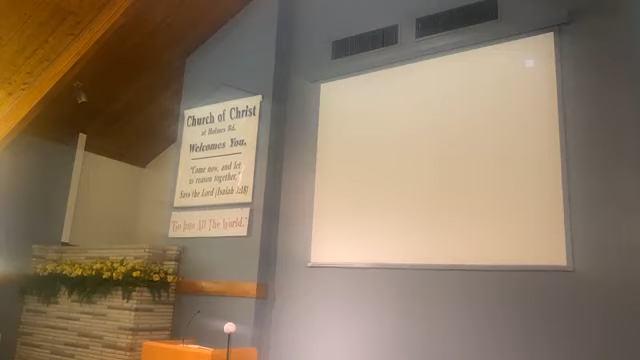 Church of Christ
at Holmes Rd.
Welcomes You.
"Come now, and let
us reason together,"
Says the Lord (Isaiah 1:18)
"Go Into All The World."